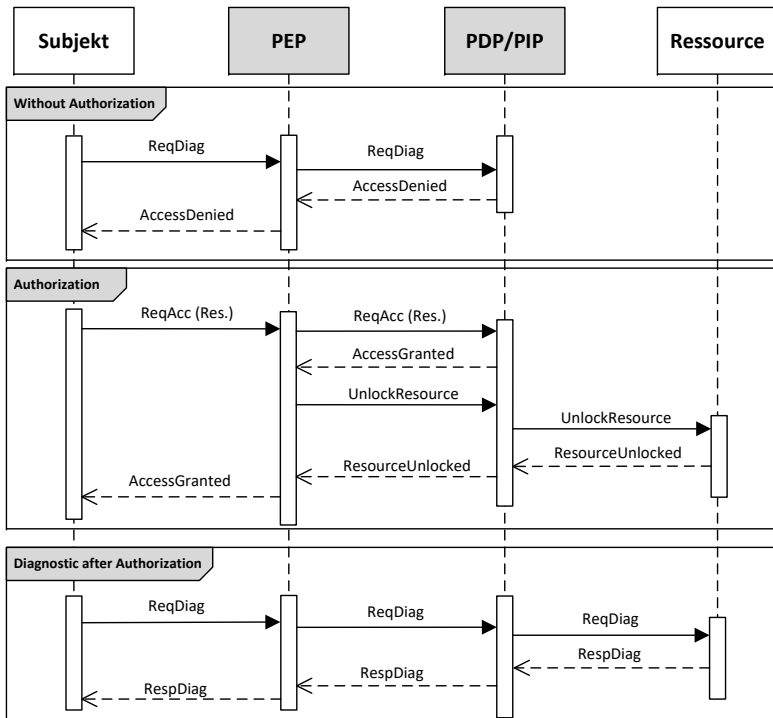 Subjekt
PEP
PDP/PIP
Ressource
Without Authorization
ReqDiag
ReqDiag
AccessDenied
AccessDenied
Authorization
ReqAcc (Res.)
ReqAcc (Res.)
AccessGranted
UnlockResource
UnlockResource
ResourceUnlocked
ResourceUnlocked
AccessGranted
Diagnostic after Authorization
ReqDiag
ReqDiag
ReqDiag
RespDiag
RespDiag
RespDiag